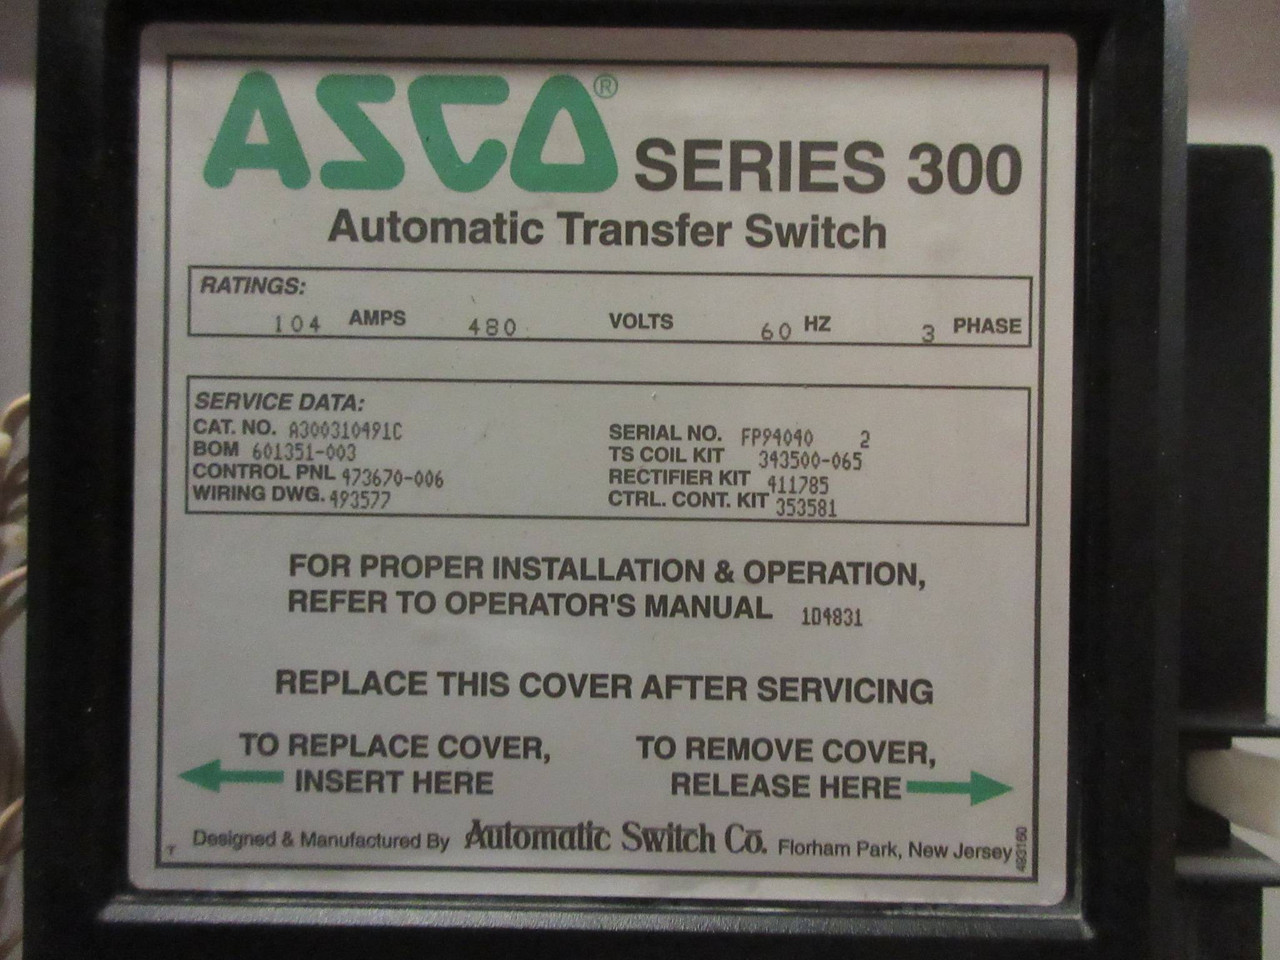 ASCO® SERIES 300
Automatic Transfer Switch
RATINGS:
104 AMPS 480 VOLTS 60 HZ 3 PHASE
SERVICE DATA:
CAT. NO. A300310491C
BOM 601351-003
CONTROL PNL 473670-006
WIRING DWG. 493577
SERIAL NO. FP94040 2
TS COIL KIT 343500-065
RECTIFIER KIT 411785
CTRL. CONT. KIT 353581
FOR PROPER INSTALLATION & OPERATION,
REFER TO OPERATOR'S MANUAL 104831
REPLACE THIS COVER AFTER SERVICING
TO REPLACE COVER,
INSERT HERE
TO REMOVE COVER,
RELEASE HERE
Designed & Manufactured By Automatic Switch Co. Florham Park, New Jersey
493160